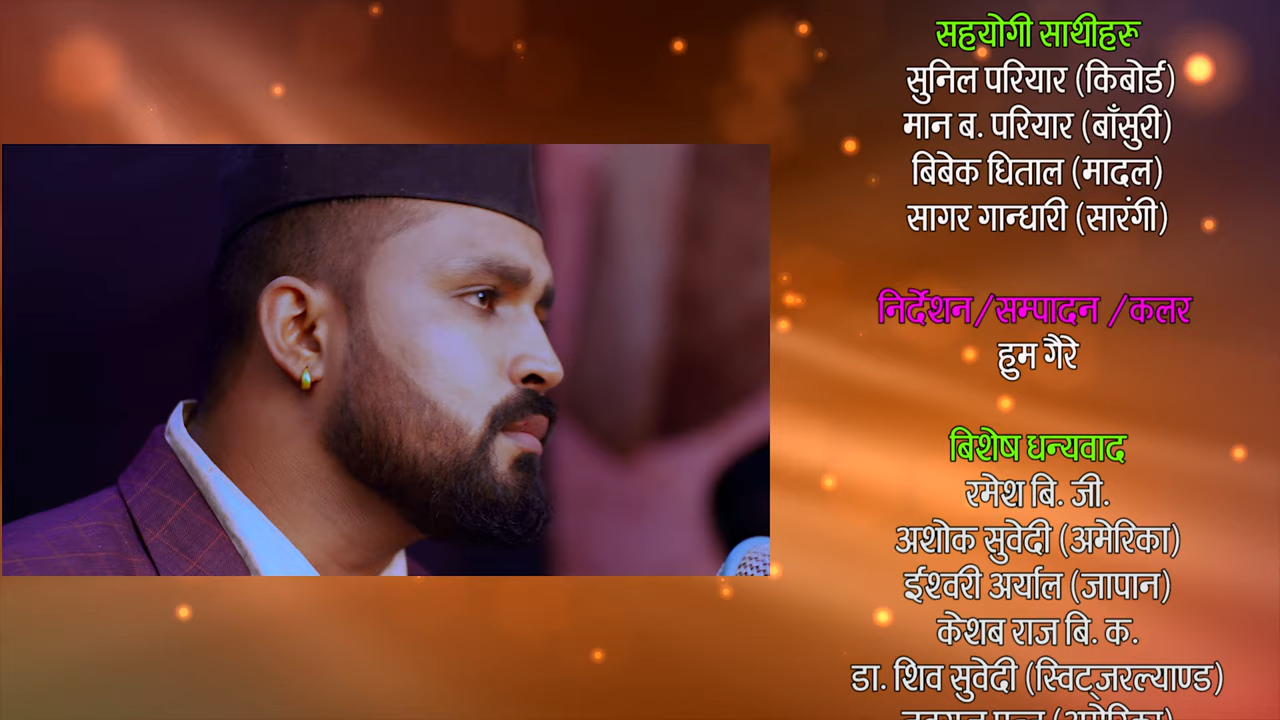 सहयोगी साथीहरू
सुनिल परियार (किबोर्ड)
मान ब. परियार (बाँसुरी)
बिबेक धिताल (मादल)
सागर गान्धारी (सारंगी)
निर्देशन/सम्पादन /कलर
हुम गैरे
बिशेष धन्यवाद
रमेश बि. जी.
अशोक सुवेदी (अमेरिका)
ईश्वरी अर्याल (जापान)
केशब राज बि. क.
डा. शिव सुवेदी (स्विट्जरल्याण्ड)
(अमेरिका)